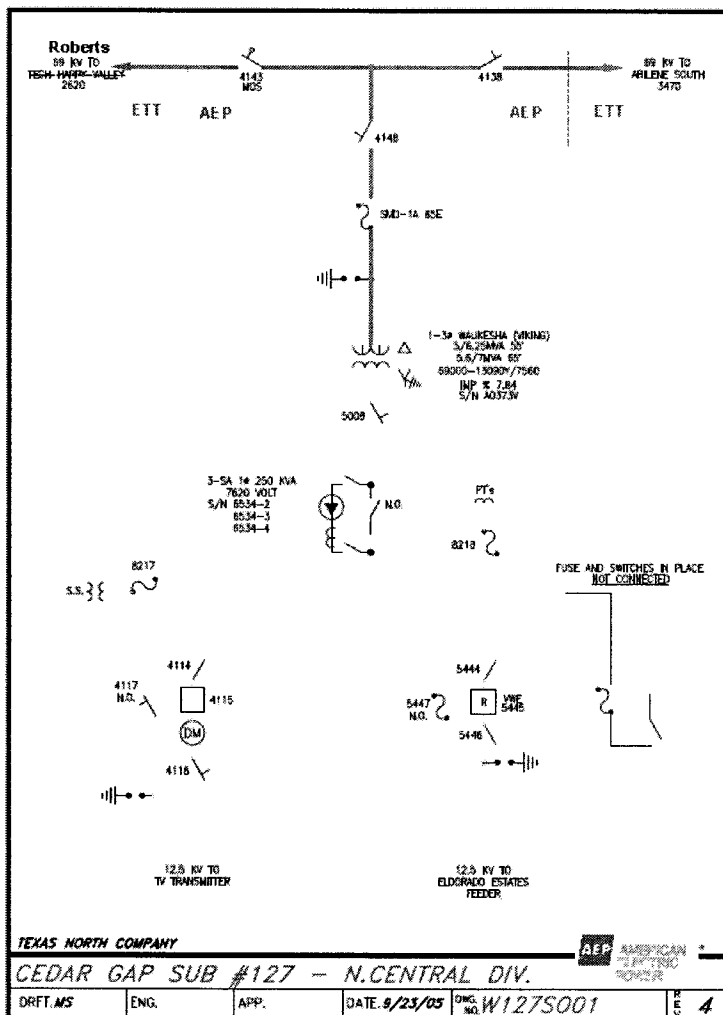 Roberts
69 KV TO
TECH HAPPY VALLEY
2620
4143
MOS
4138
69 KV TO
ABILENE SOUTH
3470
ETT AEP
AEP ETT
4148
SMD-1A 65E
1-3ø WAUKESHA (VIKING)
5/6.25MVA 55°
5.6/7MVA 65°
69000-13090Y/7560
IMP % 7.84
S/N A0373V
5009
3-SA 1ø 250 KVA
7620 VOLT
S/N 6534-2
6534-3
6534-4
N.O.
PT's
8218
8217
S.S.
FUSE AND SWITCHES IN PLACE
NOT CONNECTED
4114
4117
N.O.
4115
DM
4116
5444
5447
N.O.
R
VWE
5445
5446
12.5 KV TO
TV TRANSMITTER
12.5 KV TO
ELDORADO ESTATES
FEEDER
TEXAS NORTH COMPANY
AEP AMERICAN ELECTRIC POWER
CEDAR GAP SUB #127 - N.CENTRAL DIV.
DRFT. MS ENG. APP. DATE. 9/23/05 DWG. NO. W127S001 REV 4